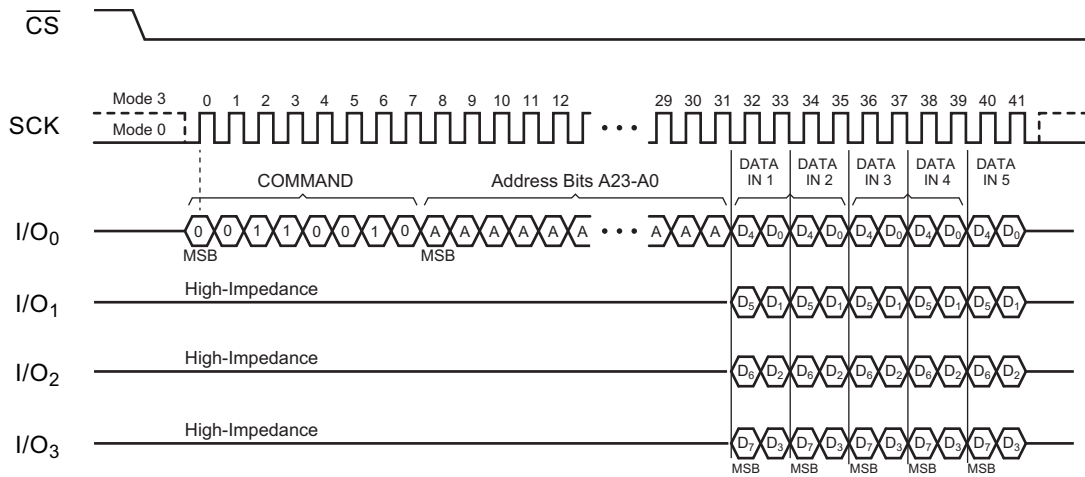 CS
Mode 3
Mode 0
SCK
0 1 2 3 4 5 6 7 8 9 10 11 12 29 30 31 32 33 34 35 36 37 38 39 40 41
COMMAND
Address Bits A23-A0
DATA IN 1
DATA IN 2
DATA IN 3
DATA IN 4
DATA IN 5
I/O0
0 0 1 1 0 0 1 0 A A A A A A A A A D4 D0 D4 D0 D4 D0 D4 D0 D4 D0
MSB MSB
High-Impedance
I/O1
D5 D1 D5 D1 D5 D1 D5 D1 D5 D1
High-Impedance
I/O2
D6 D2 D6 D2 D6 D2 D6 D2 D6 D2
High-Impedance
I/O3
D7 D3 D7 D3 D7 D3 D7 D3 D7 D3
MSB MSB MSB MSB MSB